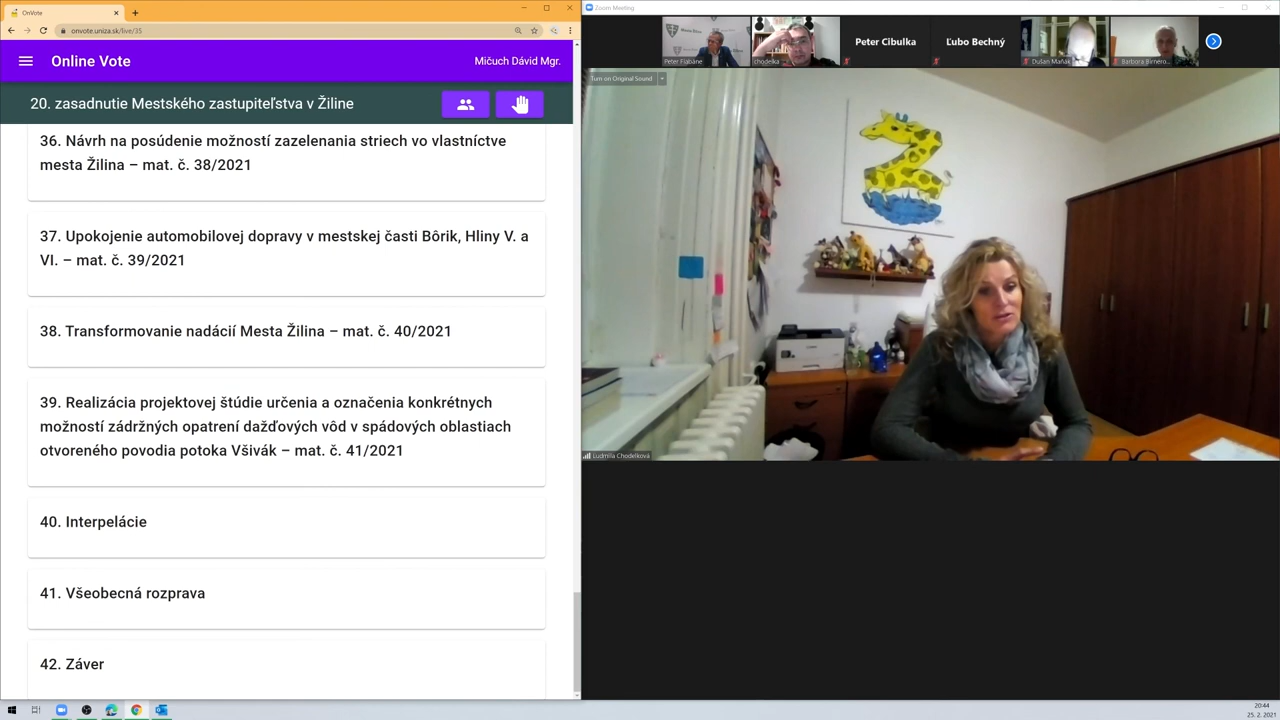 OnVote
onvote.uniza.sk/live/35
Online Vote
Mičuch Dávid Mgr.
20. zasadnutie Mestského zastupiteľstva v Žiline
36. Návrh na posúdenie možností zazelenania striech vo vlastníctve
mesta Žilina – mat. č. 38/2021
37. Upokojenie automobilovej dopravy v mestskej časti Bôrik, Hliny V. a
VI. – mat. č. 39/2021
38. Transformovanie nadácií Mesta Žilina – mat. č. 40/2021
39. Realizácia projektovej štúdie určenia a označenia konkrétnych
možností zádržných opatrení dažďových vôd v spádových oblastiach
otvoreného povodia potoka Všivák – mat. č. 41/2021
40. Interpelácie
41. Všeobecná rozprava
42. Záver
Zoom Meeting
Peter Fiabáne
chodelka
Peter Cibulka
Ľubo Bechný
Dušan Maňák
Barbora Birnero...
Turn on Original Sound
Ľudmila Chodelková
20:44
25. 2. 2021